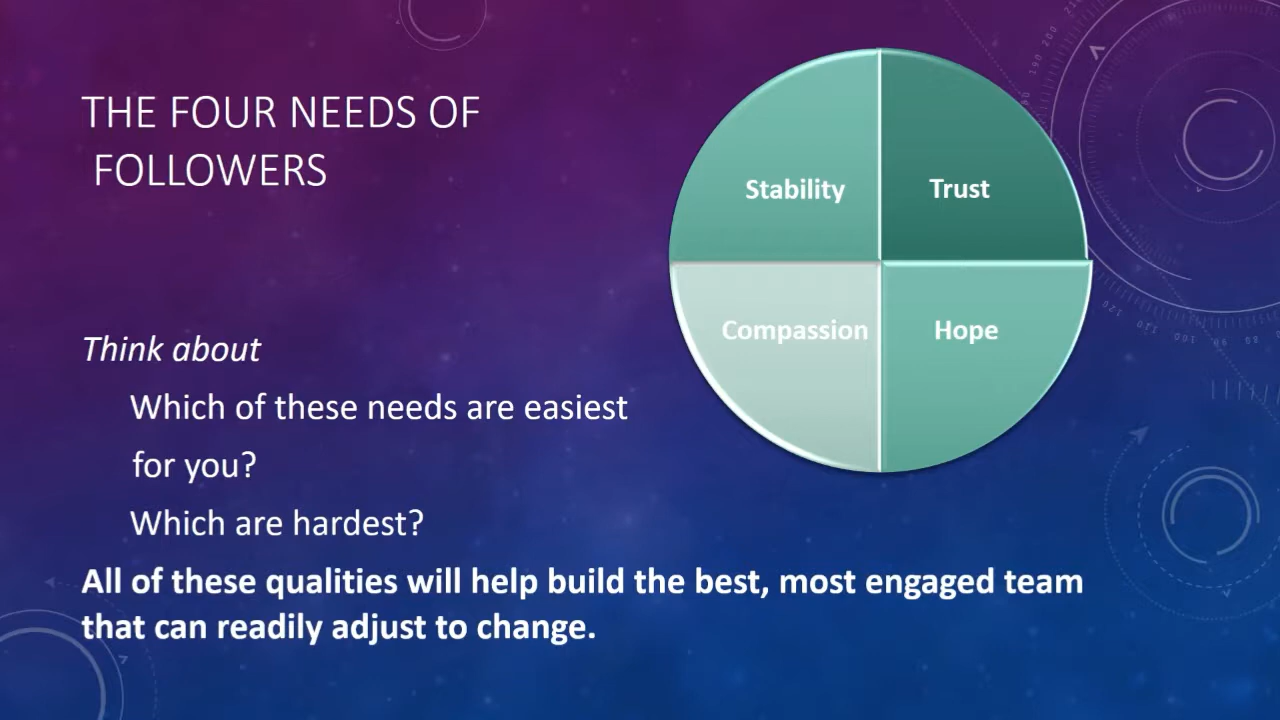 THE FOUR NEEDS OF
FOLLOWERS
Stability
Trust
Compassion
Hope
Think about
Which of these needs are easiest
for you?
Which are hardest?
All of these qualities will help build the best, most engaged team
that can readily adjust to change.